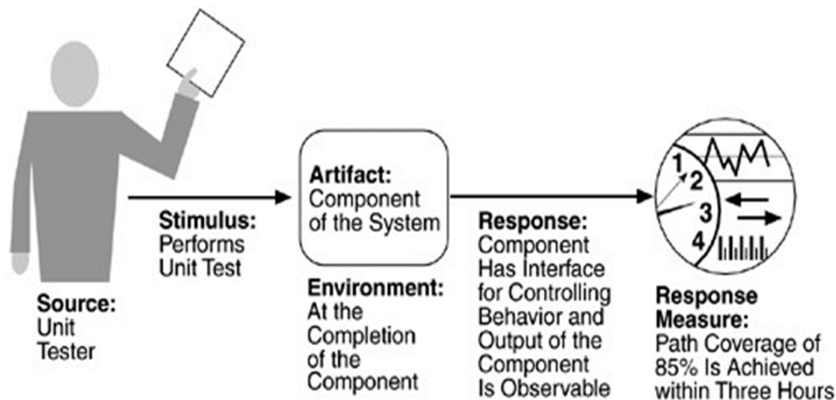 Source:
Unit
Tester
Stimulus:
Performs
Unit Test
Artifact:
Component
of the System
Environment:
At the
Completion
of the
Component
Response:
Component
Has Interface
for Controlling
Behavior and
Output of the
Component
Is Observable
1
2
3
4
Response
Measure:
Path Coverage of
85% Is Achieved
within Three Hours